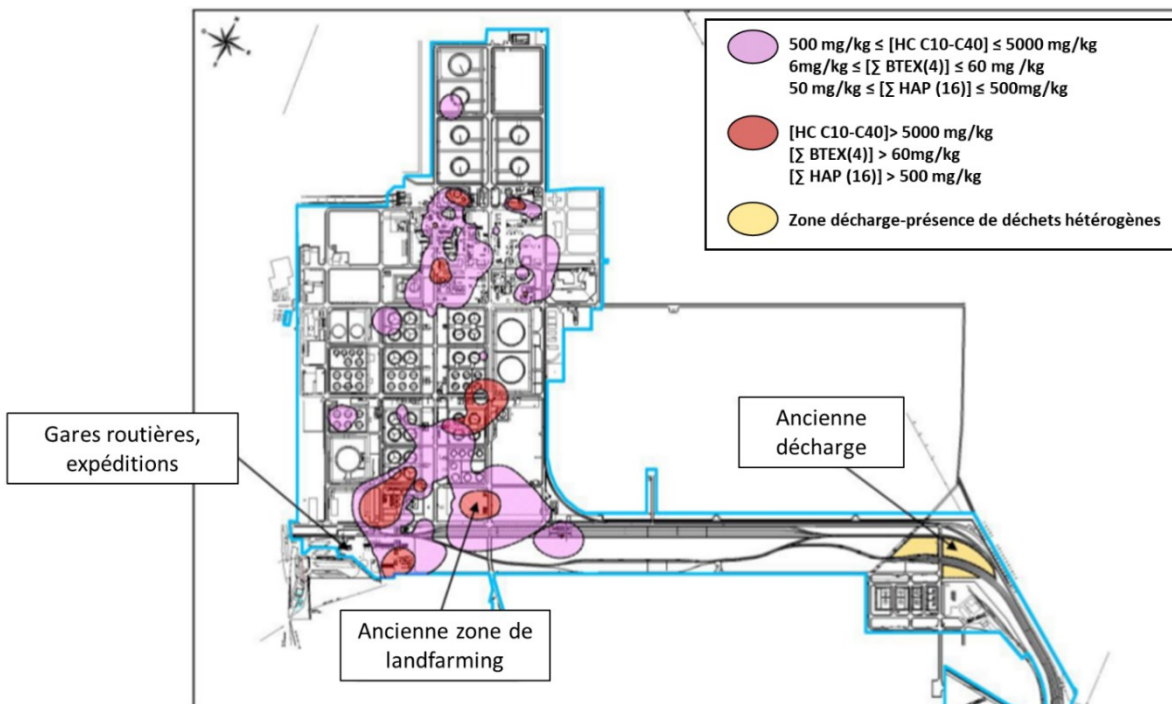 500 mg/kg ≤ [HC C10-C40] ≤ 5000 mg/kg
6mg/kg ≤ [∑ BTEX(4)] ≤ 60 mg /kg
50 mg/kg ≤ [∑ HAP (16)] ≤ 500mg/kg
[HC C10-C40]> 5000 mg/kg
[∑ BTEX(4)] > 60mg/kg
[∑ HAP (16)] > 500 mg/kg
Zone décharge-présence de déchets hétérogènes
Gares routières,
expéditions
Ancienne
décharge
Ancienne zone de
landfarming